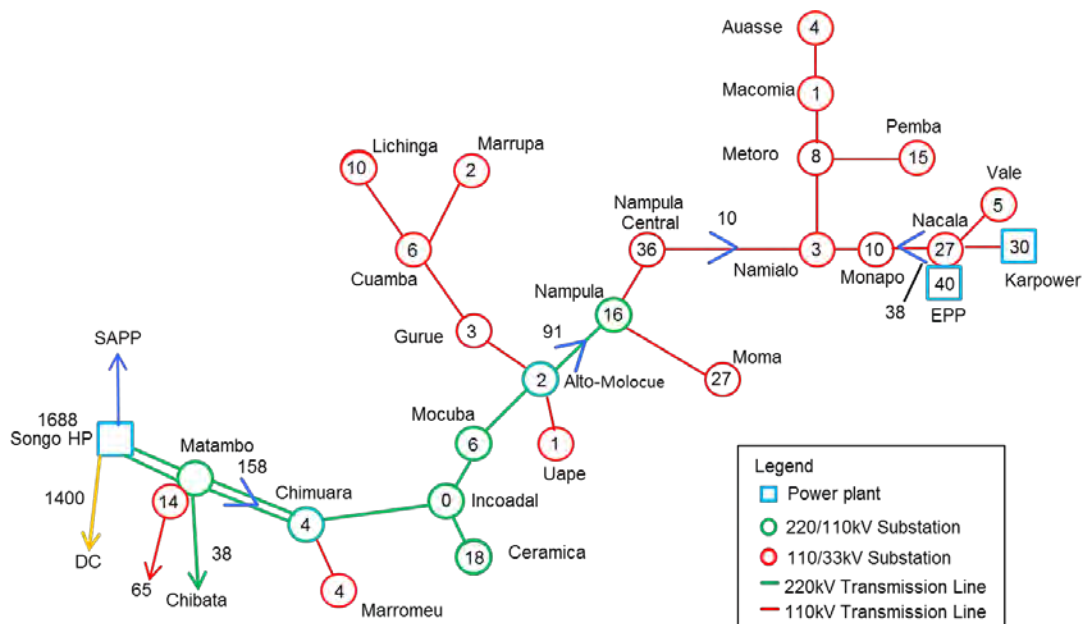 Auasse
4
Macomia
1
Metoro
8
Pemba
15
Vale
5
Lichinga
10
Marrupa
2
Nampula
Central
36
10
Namialo
3
Monapo
10
Nacala
27
30
Karpower
38
40
EPP
6
Cuamba
Nampula
16
Gurue
3
91
Moma
27
2
Alto-Molocue
SAPP
Mocuba
6
1
Uape
1688
Songo HP
Matambo
158
1400
14
Chimuara
4
0
Incoadal
38
18
Ceramica
DC
65
Chibata
4
Marromeu
Legend
Power plant
220/110kV Substation
110/33kV Substation
220kV Transmission Line
110kV Transmission Line